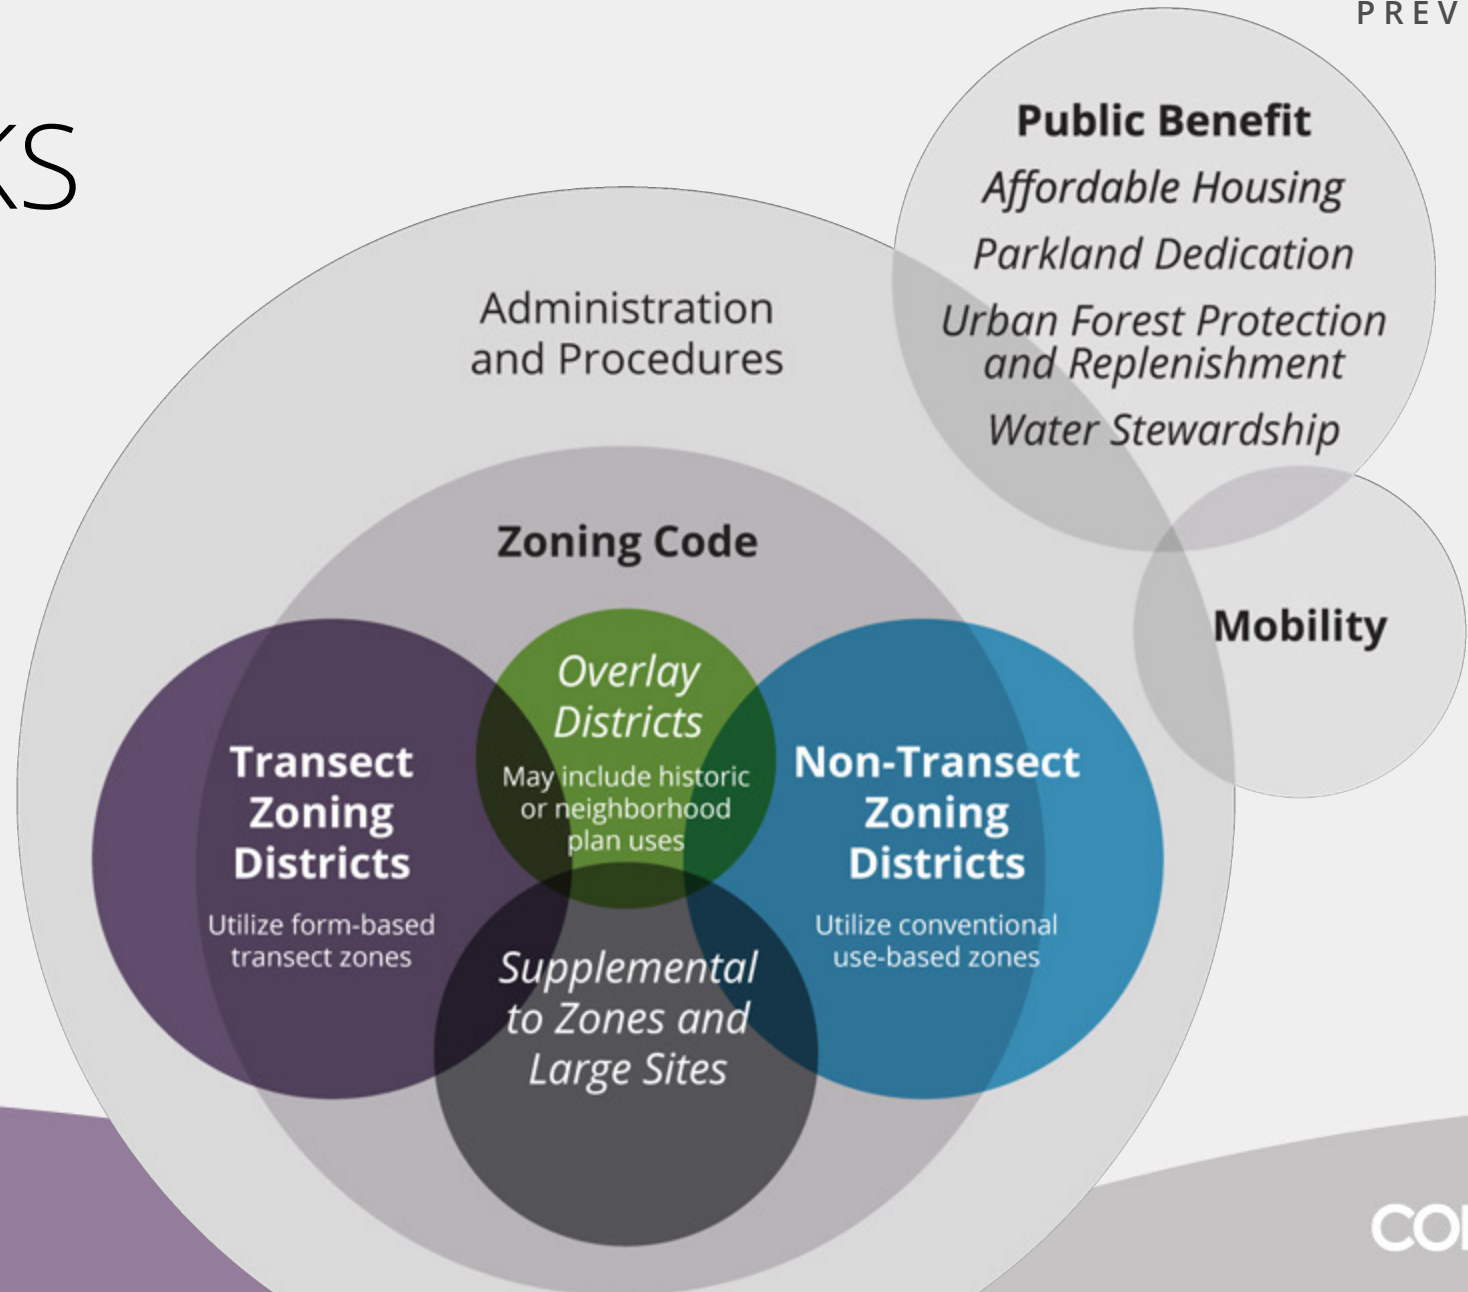 PREV
KS
Public Benefit
Affordable Housing
Parkland Dedication
Urban Forest Protection
and Replenishment
Water Stewardship
Administration
and Procedures
Zoning Code
Mobility
Overlay
Districts
May include historic
or neighborhood
plan uses
Transect
Zoning
Districts
Utilize form-based
transect zones
Non-Transect
Zoning
Districts
Utilize conventional
use-based zones
Supplemental
to Zones and
Large Sites
CO